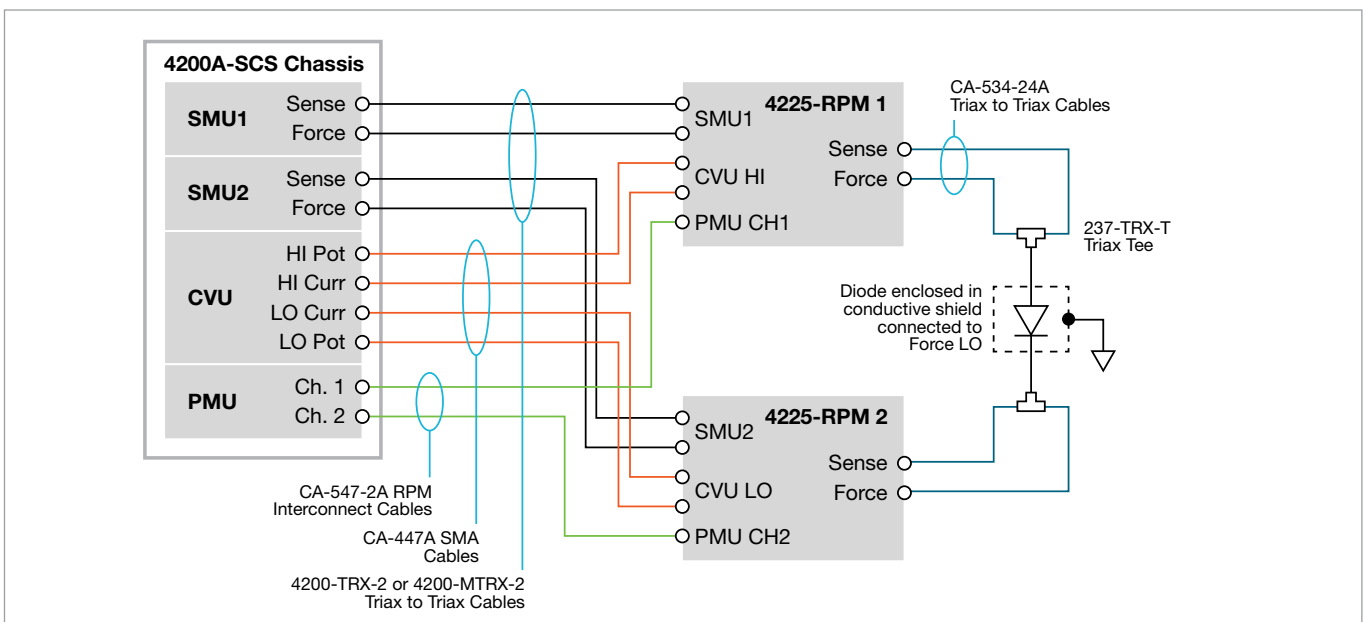 4200A-SCS Chassis
SMU1
Sense
Force
SMU2
Sense
Force
CVU
HI Pot
HI Curr
LO Curr
LO Pot
PMU
Ch. 1
Ch. 2
CA-547-2A RPM
Interconnect Cables
CA-447A SMA
Cables
4200-TRX-2 or 4200-MTRX-2
Triax to Triax Cables
4225-RPM 1
SMU1
CVU HI
PMU CH1
Sense
Force
CA-534-24A
Triax to Triax Cables
237-TRX-T
Triax Tee
Diode enclosed in
conductive shield
connected to
Force LO
4225-RPM 2
SMU2
CVU LO
PMU CH2
Sense
Force